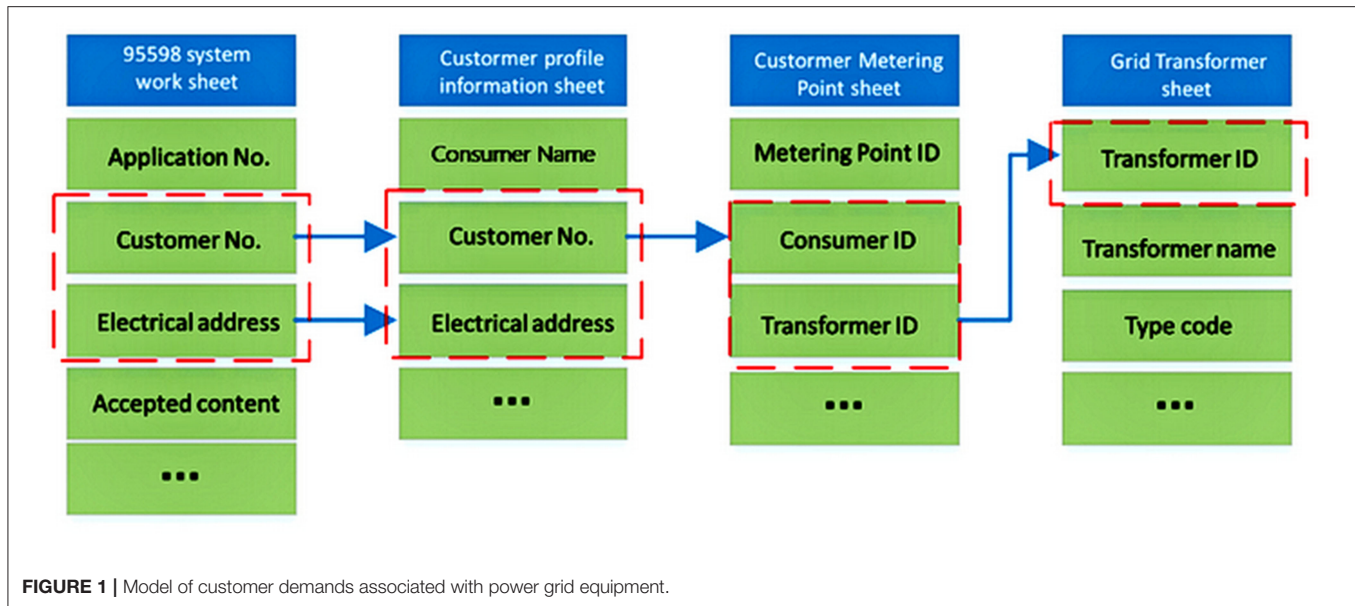 95598 system
work sheet
Application No.
Customer No.
Electrical address
Accepted content
...
Custormer profile
information sheet
Consumer Name
Customer No.
Electrical address
...
Custormer Metering
Point sheet
Metering Point ID
Consumer ID
Transformer ID
...
Grid Transformer
sheet
Transformer ID
Transformer name
Type code
...
FIGURE 1 | Model of customer demands associated with power grid equipment.